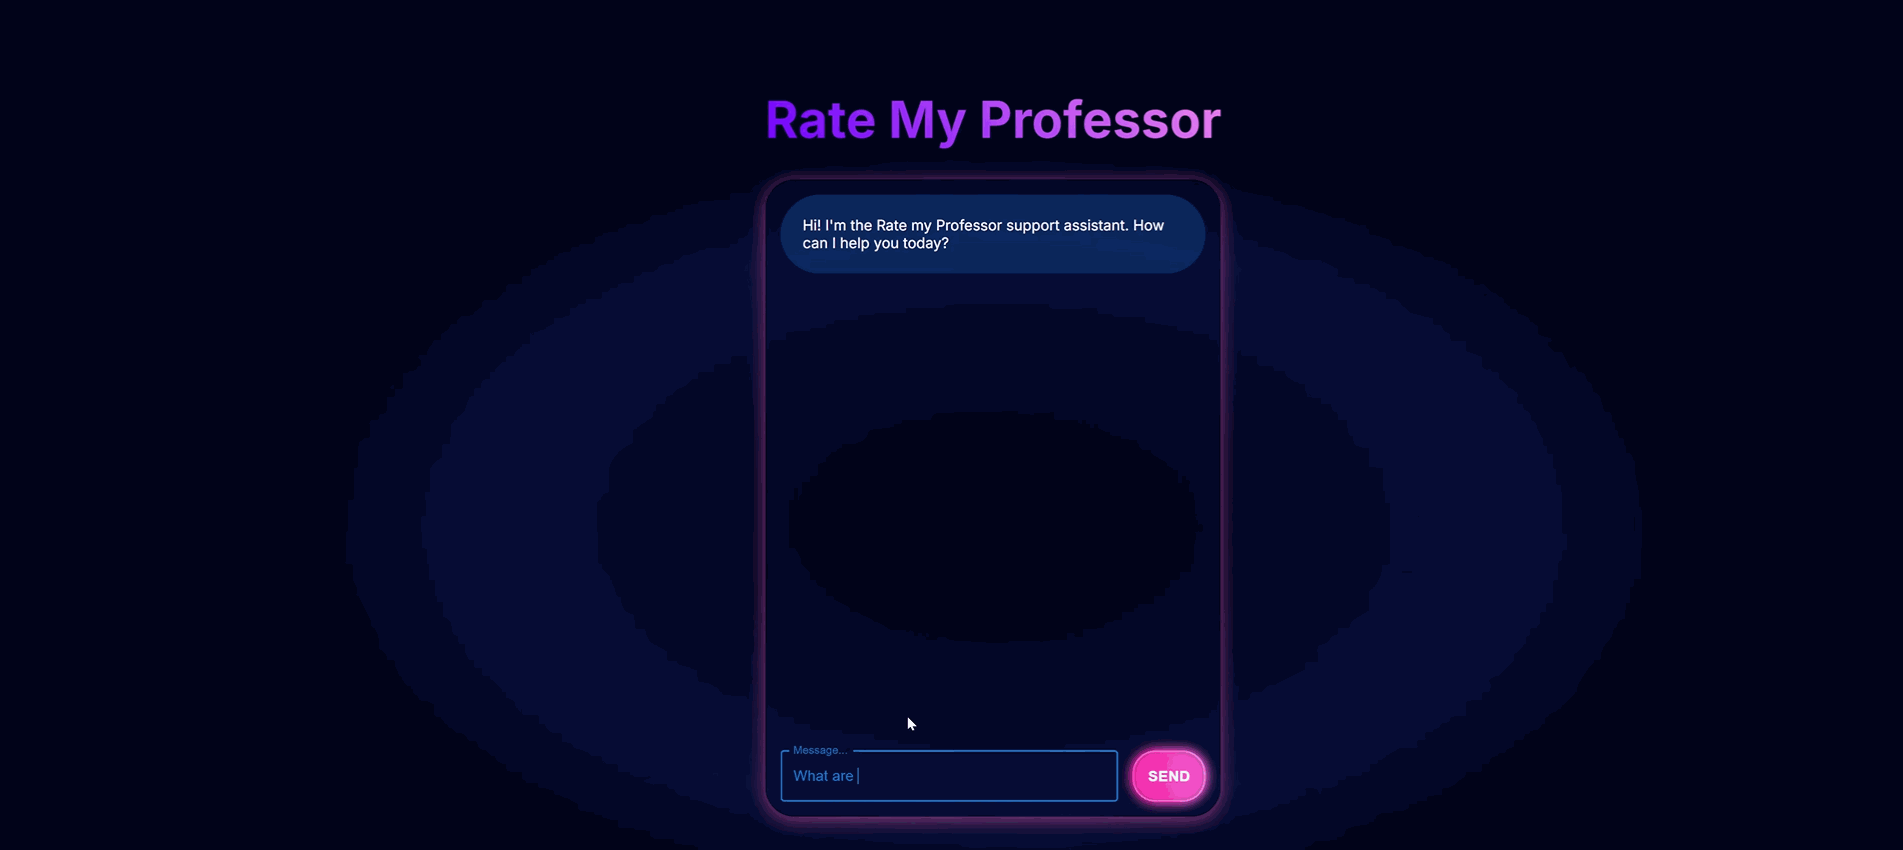 Rate My Professor
Hi! I'm the Rate my Professor support assistant. How
can I help you today?
Message...
What are
SEND